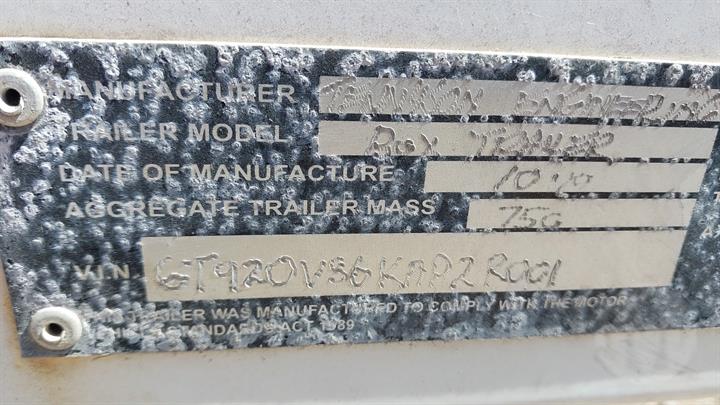 MANUFACTURER ENGINEERING
TRAILER MODEL BOX TRAILER
DATE OF MANUFACTURE 10
AGGREGATE TRAILER MASS 750
V.I.N.
THIS TRAILER WAS MANUFACTURED TO COMPLY WITH THE MOTOR
VEHICLE STANDARDS ACT 1989